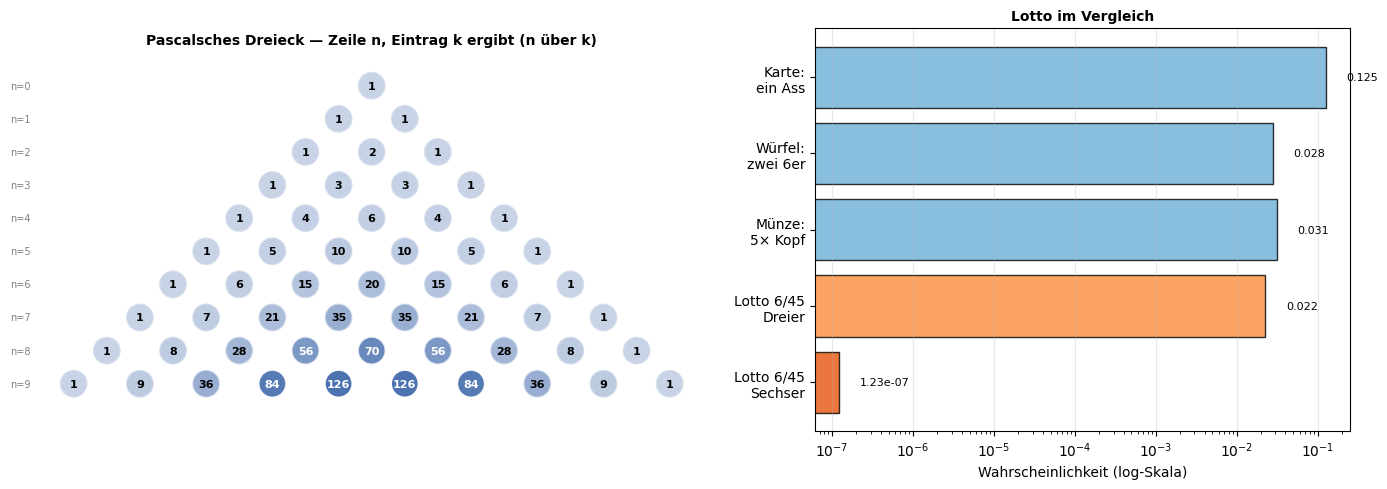 Pascalsches Dreieck — Zeile n, Eintrag k ergibt (n über k)
n=0 1
n=1 1 1
n=2 1 2 1
n=3 1 3 3 1
n=4 1 4 6 4 1
n=5 1 5 10 10 5 1
n=6 1 6 15 20 15 6 1
n=7 1 7 21 35 35 21 7 1
n=8 1 8 28 56 70 56 28 8 1
n=9 1 9 36 84 126 126 84 36 9 1
Lotto im Vergleich
Karte:
ein Ass
0.125
Würfel:
zwei 6er
0.028
Münze:
5× Kopf
0.031
Lotto 6/45
Dreier
0.022
Lotto 6/45
Sechser
1.23e-07
10⁻⁷ 10⁻⁶ 10⁻⁵ 10⁻⁴ 10⁻³ 10⁻² 10⁻¹
Wahrscheinlichkeit (log-Skala)